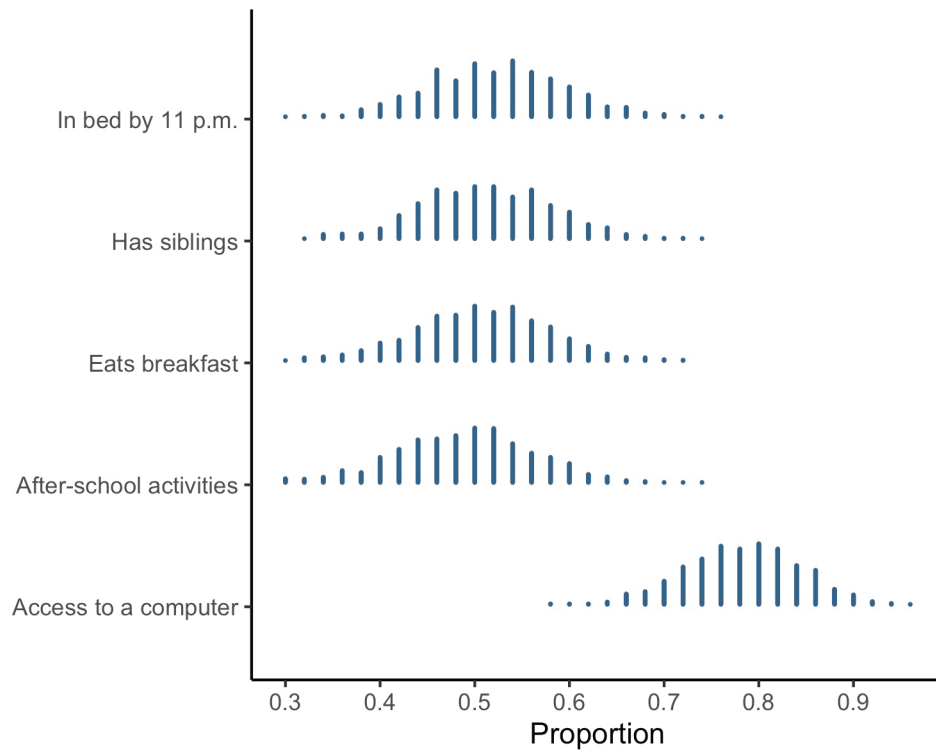 In bed by 11 p.m.
Has siblings
Eats breakfast
After-school activities
Access to a computer
0.3 0.4 0.5 0.6 0.7 0.8 0.9
Proportion